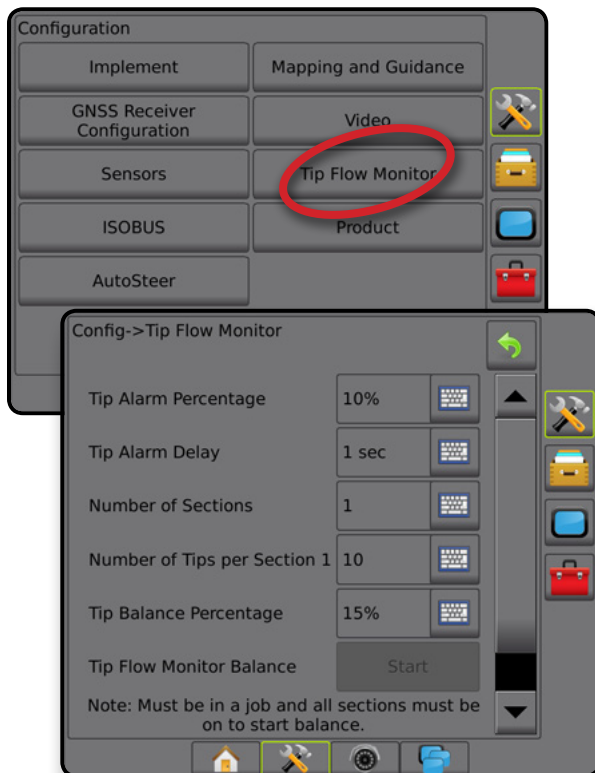 Configuration
Implement
Mapping and Guidance
GNSS Receiver
Configuration
Video
Sensors
Tip Flow Monitor
ISOBUS
Product
AutoSteer
Config->Tip Flow Monitor
Tip Alarm Percentage
10%
Tip Alarm Delay
1 sec
Number of Sections
1
Number of Tips per Section 1
10
Tip Balance Percentage
15%
Tip Flow Monitor Balance
Start
Note: Must be in a job and all sections must be
on to start balance.